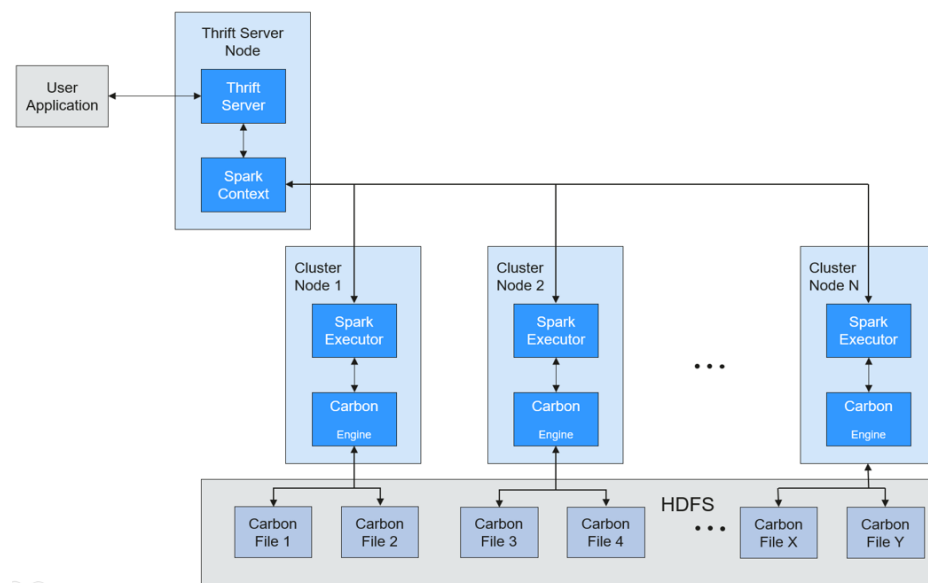 Thrift Server
Node
User
Application
Thrift
Server
Spark
Context
Cluster
Node 1
Cluster
Node 2
Cluster
Node N
Spark
Executor
Spark
Executor
Spark
Executor
...
Carbon
Engine
Carbon
Engine
Carbon
Engine
HDFS
Carbon
File 1
Carbon
File 2
Carbon
File 3
Carbon
File 4
...
Carbon
File X
Carbon
File Y